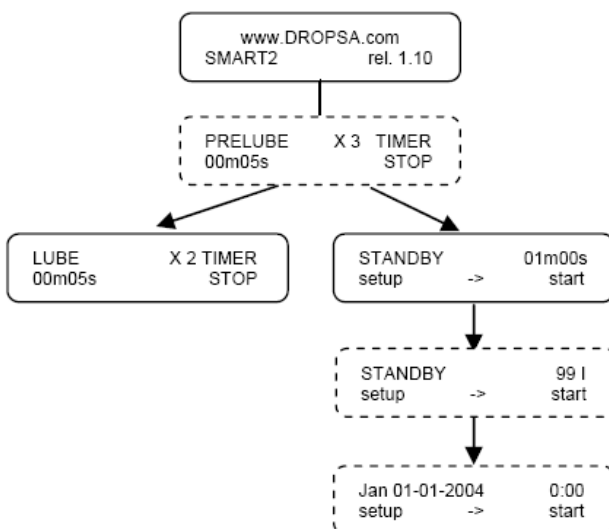 www.DROPSA.com
SMART2 rel. 1.10
PRELUBE X 3 TIMER
00m05s STOP
LUBE X 2 TIMER
00m05s STOP
STANDBY 01m00s
setup -> start
STANDBY 99 I
setup -> start
Jan 01-01-2004 0:00
setup -> start